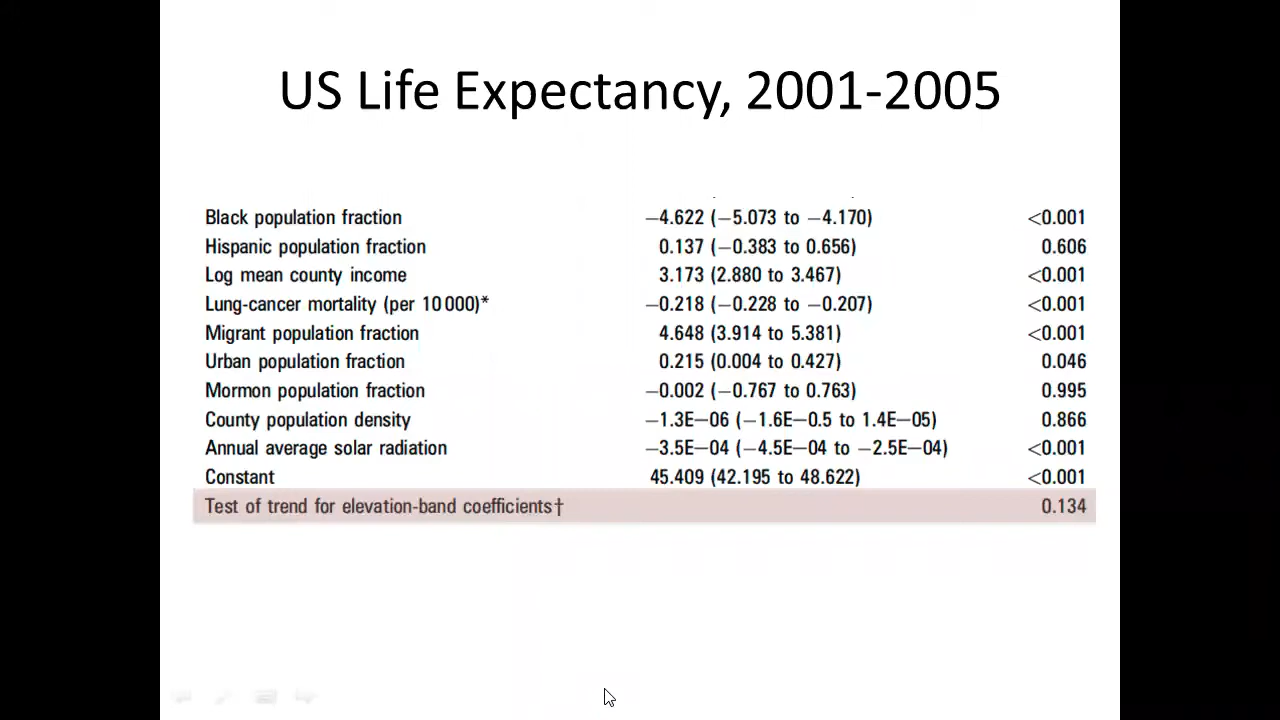 US Life Expectancy, 2001-2005
Black population fraction −4.622 (−5.073 to −4.170) <0.001
Hispanic population fraction 0.137 (−0.383 to 0.656) 0.606
Log mean county income 3.173 (2.880 to 3.467) <0.001
Lung-cancer mortality (per 10 000)* −0.218 (−0.228 to −0.207) <0.001
Migrant population fraction 4.648 (3.914 to 5.381) <0.001
Urban population fraction 0.215 (0.004 to 0.427) 0.046
Mormon population fraction −0.002 (−0.767 to 0.763) 0.995
County population density −1.3E−06 (−1.6E−0.5 to 1.4E−05) 0.866
Annual average solar radiation −3.5E−04 (−4.5E−04 to −2.5E−04) <0.001
Constant 45.409 (42.195 to 48.622) <0.001
Test of trend for elevation-band coefficients† 0.134